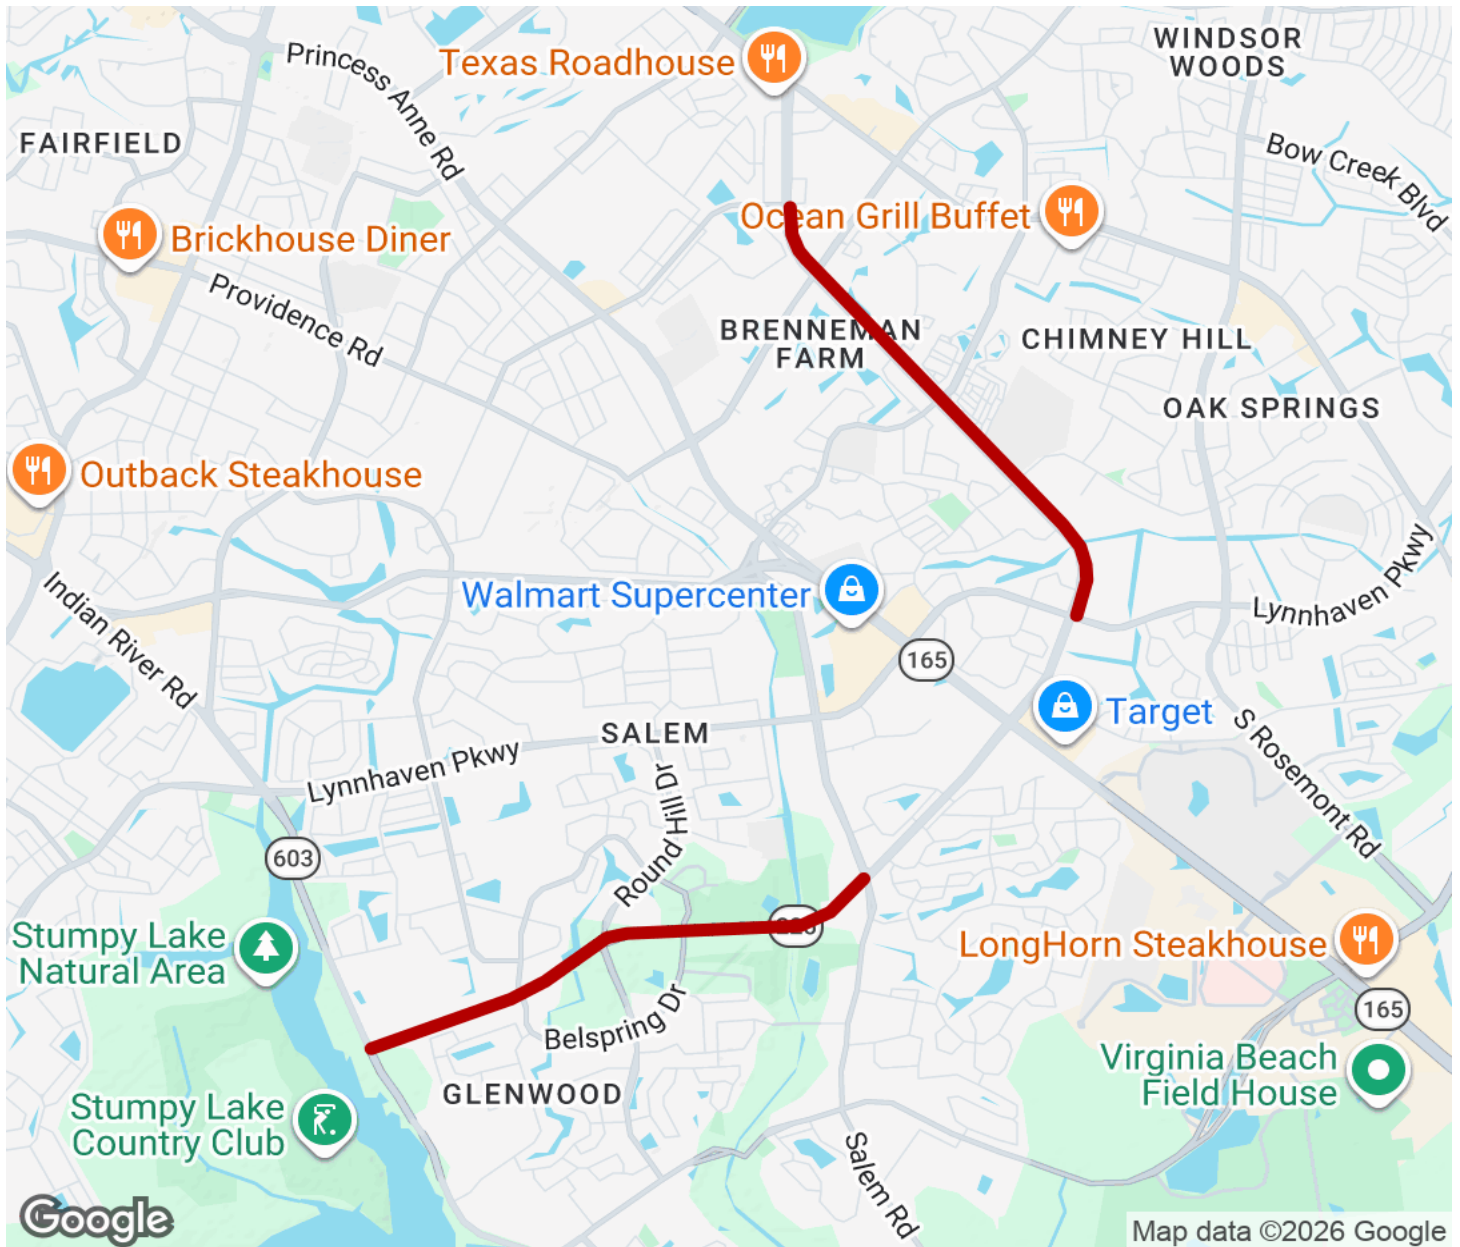 WINDSOR
WOODS
Princess Anne Rd
Texas Roadhouse
FAIRFIELD
Bow Creek Blvd
Ocean Grill Buffet
Brickhouse Diner
Providence Rd
BRENNEMAN
FARM
CHIMNEY HILL
OAK SPRINGS
Outback Steakhouse
Lynnhaven Pkwy
Walmart Supercenter
Indian River Rd
165
Target
SALEM
S Rosemont Rd
Lynnhaven Pkwy
Round Hill Dr
603
Stumpy Lake
Natural Area
LongHorn Steakhouse
165
Belspring Dr
Virginia Beach
Field House
GLENWOOD
Stumpy Lake
Country Club
Salem Rd
Google
Map data ©2026 Google